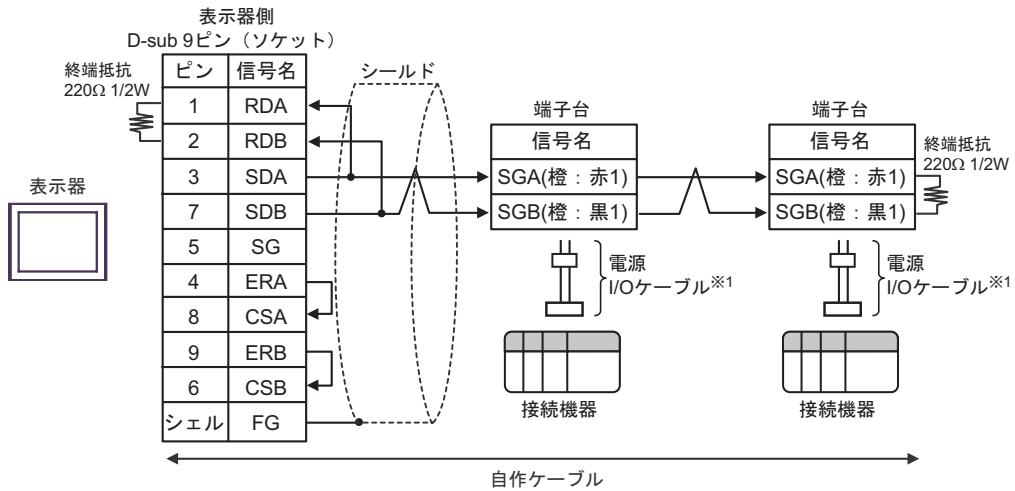 表示器側
D-sub 9ピン（ソケット）
終端抵抗
220Ω 1/2W
ピン 信号名
1 RDA
2 RDB
3 SDA
7 SDB
5 SG
4 ERA
8 CSA
9 ERB
6 CSB
シェル FG
表示器
シールド
端子台
信号名
SGA(橙：赤1)
SGB(橙：黒1)
電源
I/Oケーブル※1
接続機器
端子台
信号名
SGA(橙：赤1)
SGB(橙：黒1)
終端抵抗
220Ω 1/2W
電源
I/Oケーブル※1
接続機器
自作ケーブル